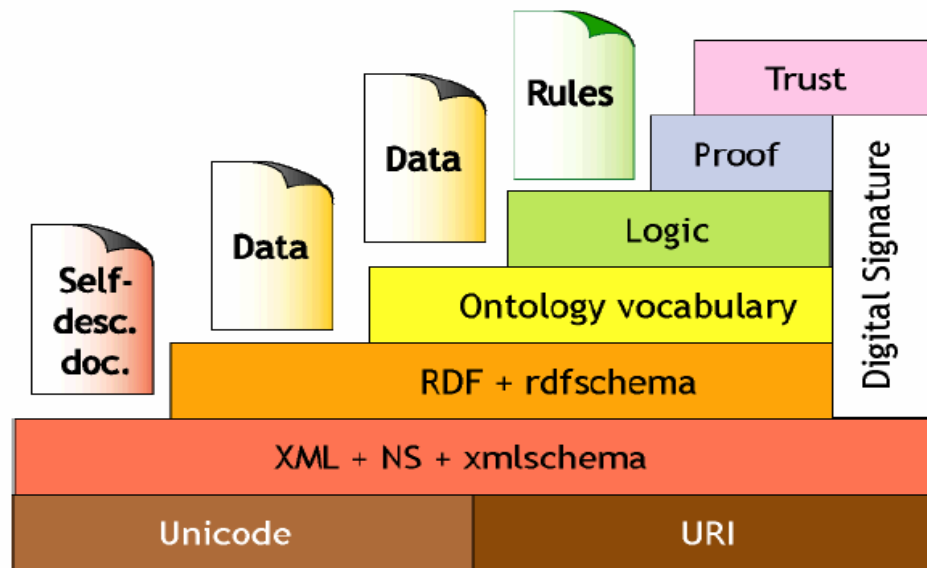 Rules
Trust
Data
Proof
Data
Logic
Digital Signature
Self-
desc.
doc.
Ontology vocabulary
RDF + rdfschema
XML + NS + xmlschema
Unicode
URI